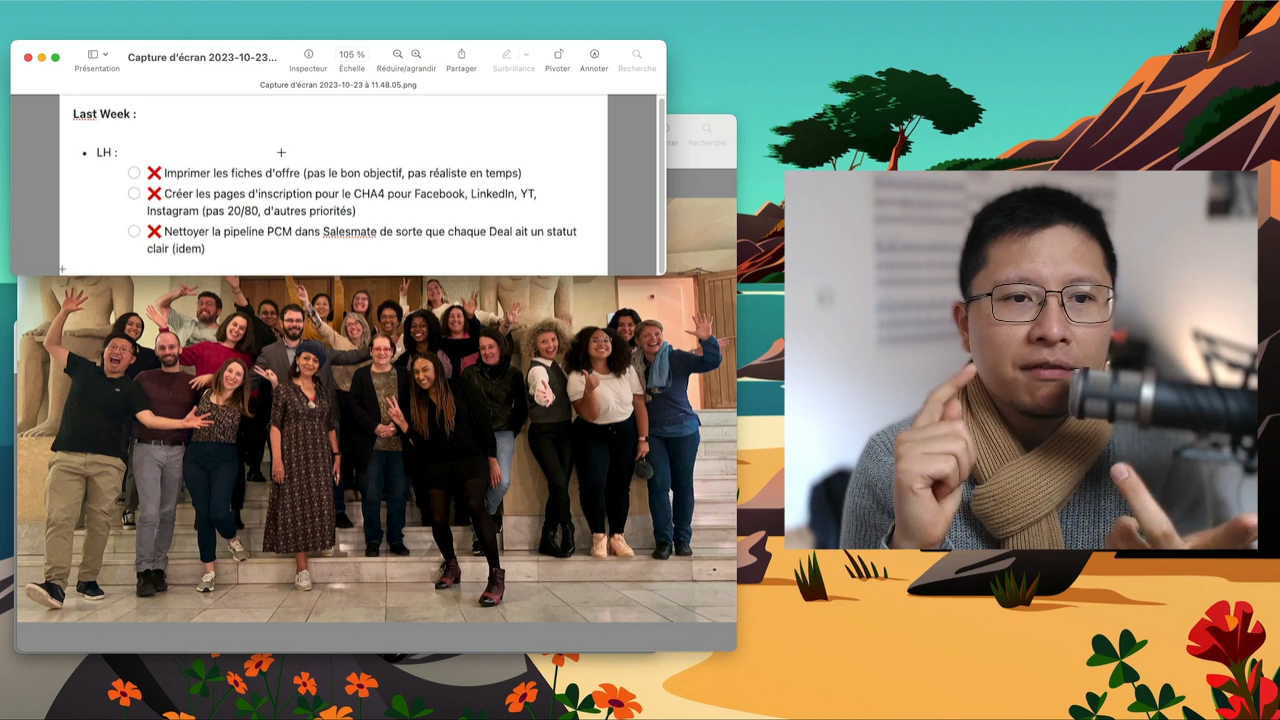 Capture d'écran 2023-10-23...
105 %
Présentation
Inspecteur
Échelle
Réduire/agrandir
Partager
Surbrillance
Pivoter
Annoter
Recherche
Capture d'écran 2023-10-23 à 11.48.05.png
Recherche
Last Week :
• LH :
❌ Imprimer les fiches d'offre (pas le bon objectif, pas réaliste en temps)
❌ Créer les pages d'inscription pour le CHA4 pour Facebook, LinkedIn, YT,
Instagram (pas 20/80, d'autres priorités)
❌ Nettoyer la pipeline PCM dans Salesmate de sorte que chaque Deal ait un statut
clair (idem)